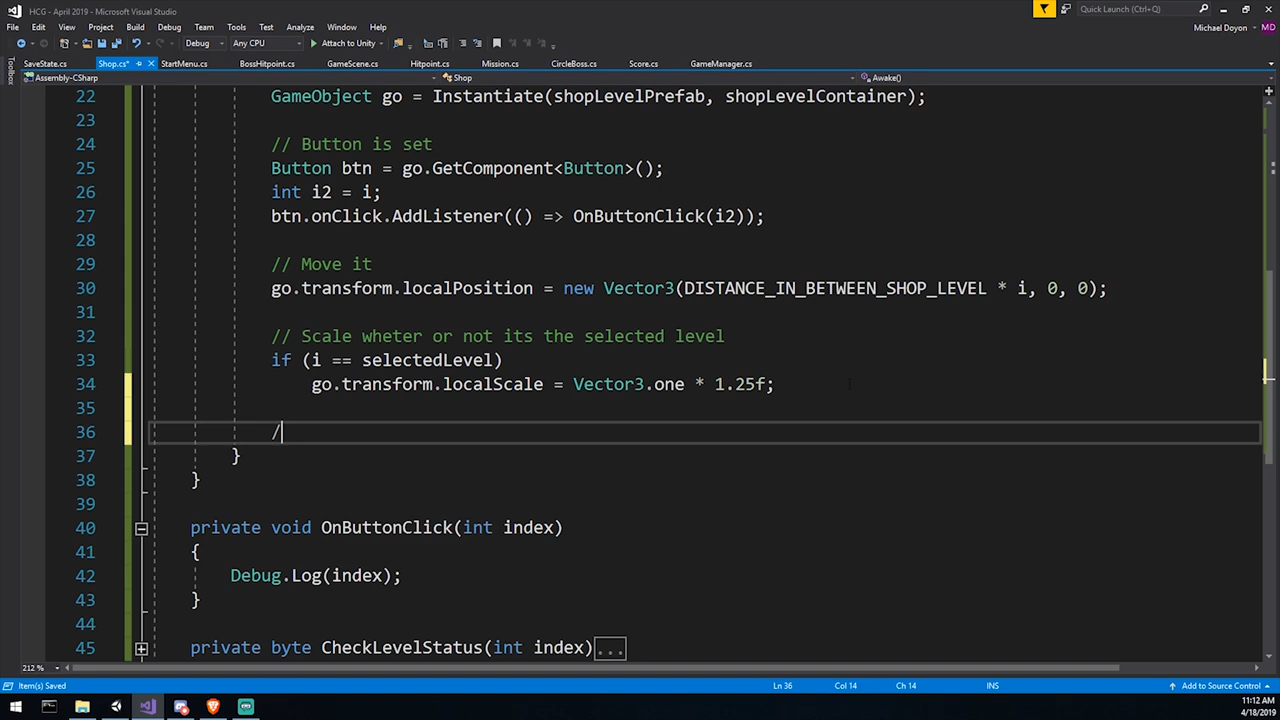 HCG - April 2019 - Microsoft Visual Studio
Quick Launch (Ctrl+Q)
File Edit View Project Build Debug Team Tools Test Analyze Window Help
Michael Doyon MD
Debug Any CPU Attach to Unity
SaveState.cs Shop.cs* StartMenu.cs BossHitpoint.cs GameScene.cs Hitpoint.cs Mission.cs CircleBoss.cs Score.cs GameManager.cs
Toolbox
Assembly-CSharp Shop Awake()
22 GameObject go = Instantiate(shopLevelPrefab, shopLevelContainer);
23
24 // Button is set
25 Button btn = go.GetComponent<Button>();
26 int i2 = i;
27 btn.onClick.AddListener(() => OnButtonClick(i2));
28
29 // Move it
30 go.transform.localPosition = new Vector3(DISTANCE_IN_BETWEEN_SHOP_LEVEL * i, 0, 0);
31
32 // Scale wheter or not its the selected level
33 if (i == selectedLevel)
34 go.transform.localScale = Vector3.one * 1.25f;
35
36 /
37 }
38 }
39
40 private void OnButtonClick(int index)
41 {
42 Debug.Log(index);
43 }
44
45 private byte CheckLevelStatus(int index)...
212 %
Item(s) Saved Ln 36 Col 14 Ch 14 INS Add to Source Control
11:12 AM
4/18/2019